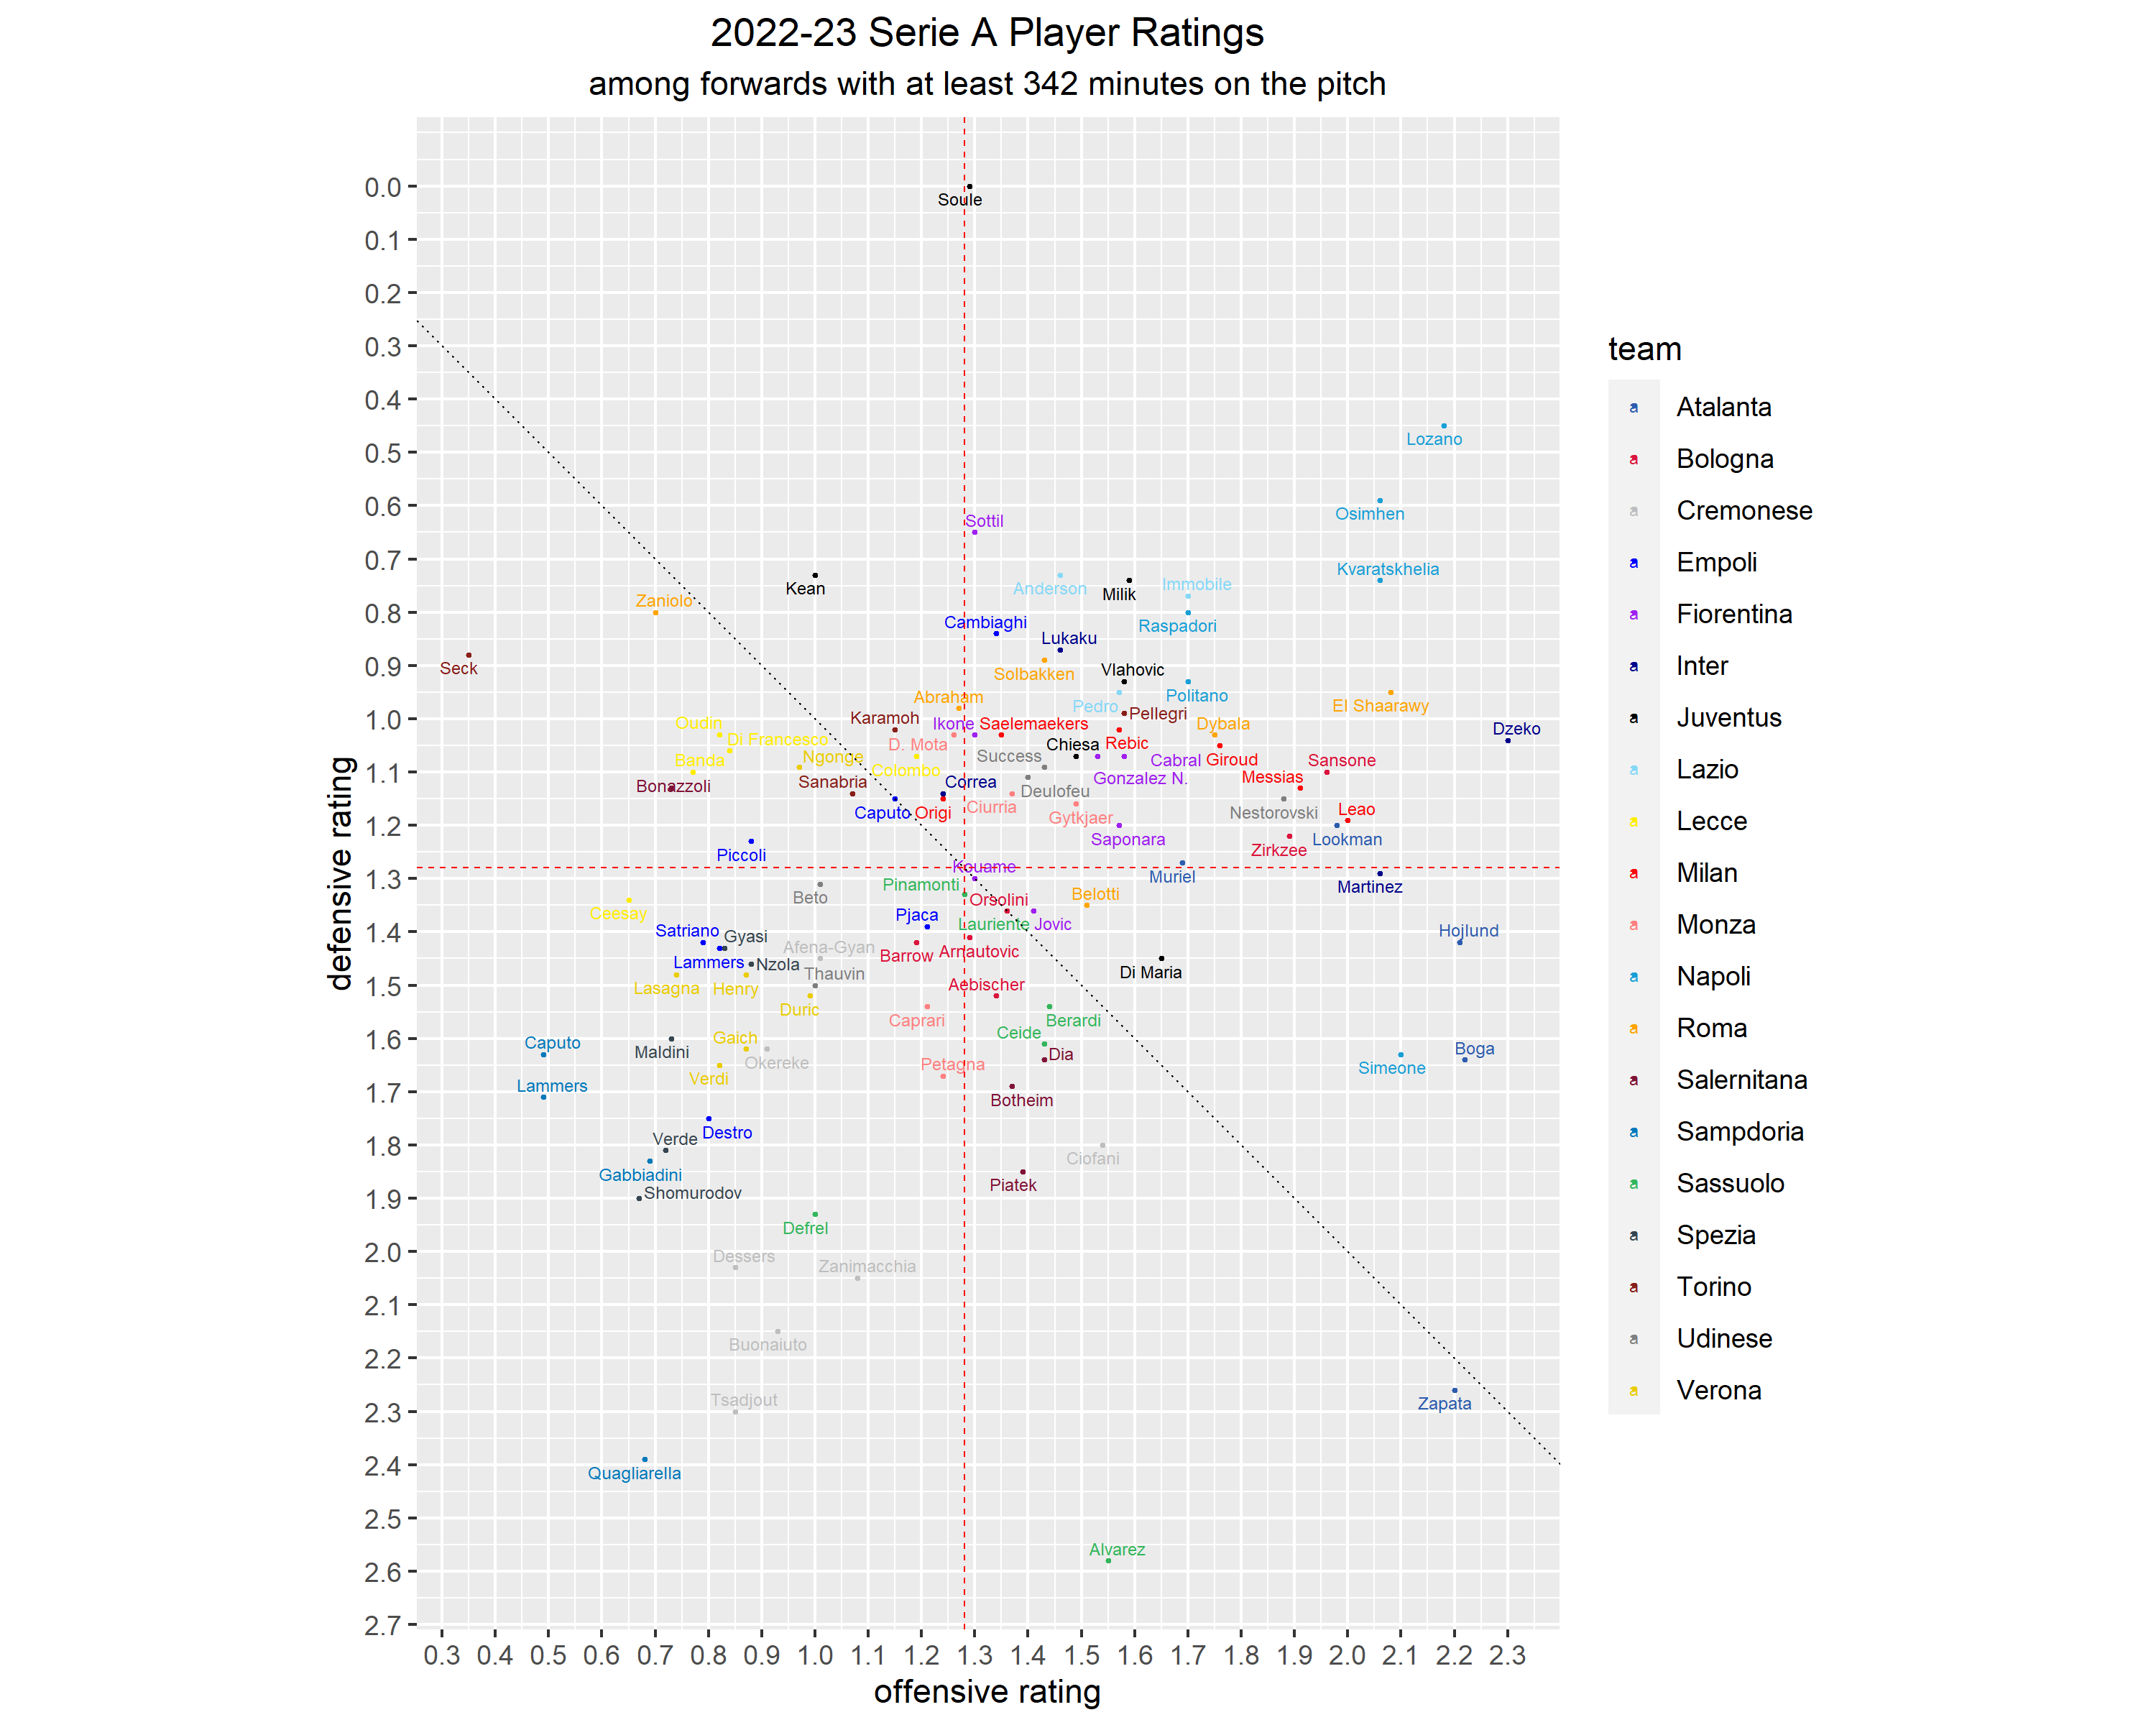 2022-23 Serie A Player Ratings
among forwards with at least 342 minutes on the pitch
defensive rating
0.0
0.1
0.2
0.3
0.4
0.5
0.6
0.7
0.8
0.9
1.0
1.1
1.2
1.3
1.4
1.5
1.6
1.7
1.8
1.9
2.0
2.1
2.2
2.3
2.4
2.5
2.6
2.7
Soule
Lozano
Osimhen
Sottil
Kvaratskhelia
Kean
Anderson
Milik
Immobile
Zaniolo
Cambiaghi
Raspadori
Lukaku
Seck
Solbakken
Vlahovic
Abraham
Politano
Pedro
El Shaarawy
Karamoh
Pellegri
Oudin
Ikone
Saelemaekers
Dybala
Dzeko
Di Francesco
D. Mota
Chiesa
Rebic
Banda
Ngonge
Success
Cabral
Giroud
Sansone
Colombo
Gonzalez N.
Messias
Bonazzoli
Sanabria
Correa
Deulofeu
Caputo
Origi
Ciurria
Gytkjaer
Nestorovski
Leao
Saponara
Lookman
Piccoli
Zirkzee
Kouame
Muriel
Pinamonti
Martinez
Beto
Orsolini
Belotti
Ceesay
Pjaca
Lauriente
Jovic
Satriano
Gyasi
Hojlund
Afena-Gyan
Barrow
Arnautovic
Lammers
Nzola
Thauvin
Di Maria
Lasagna
Henry
Aebischer
Duric
Caprari
Berardi
Ceide
Caputo
Gaich
Maldini
Okereke
Dia
Boga
Petagna
Simeone
Verdi
Lammers
Botheim
Destro
Verde
Ciofani
Gabbiadini
Piatek
Shomurodov
Defrel
Dessers
Zanimacchia
Buonaiuto
Tsadjout
Zapata
Quagliarella
Alvarez
0.3 0.4 0.5 0.6 0.7 0.8 0.9 1.0 1.1 1.2 1.3 1.4 1.5 1.6 1.7 1.8 1.9 2.0 2.1 2.2 2.3
offensive rating
team
a Atalanta
a Bologna
a Cremonese
a Empoli
a Fiorentina
a Inter
a Juventus
a Lazio
a Lecce
a Milan
a Monza
a Napoli
a Roma
a Salernitana
a Sampdoria
a Sassuolo
a Spezia
a Torino
a Udinese
a Verona